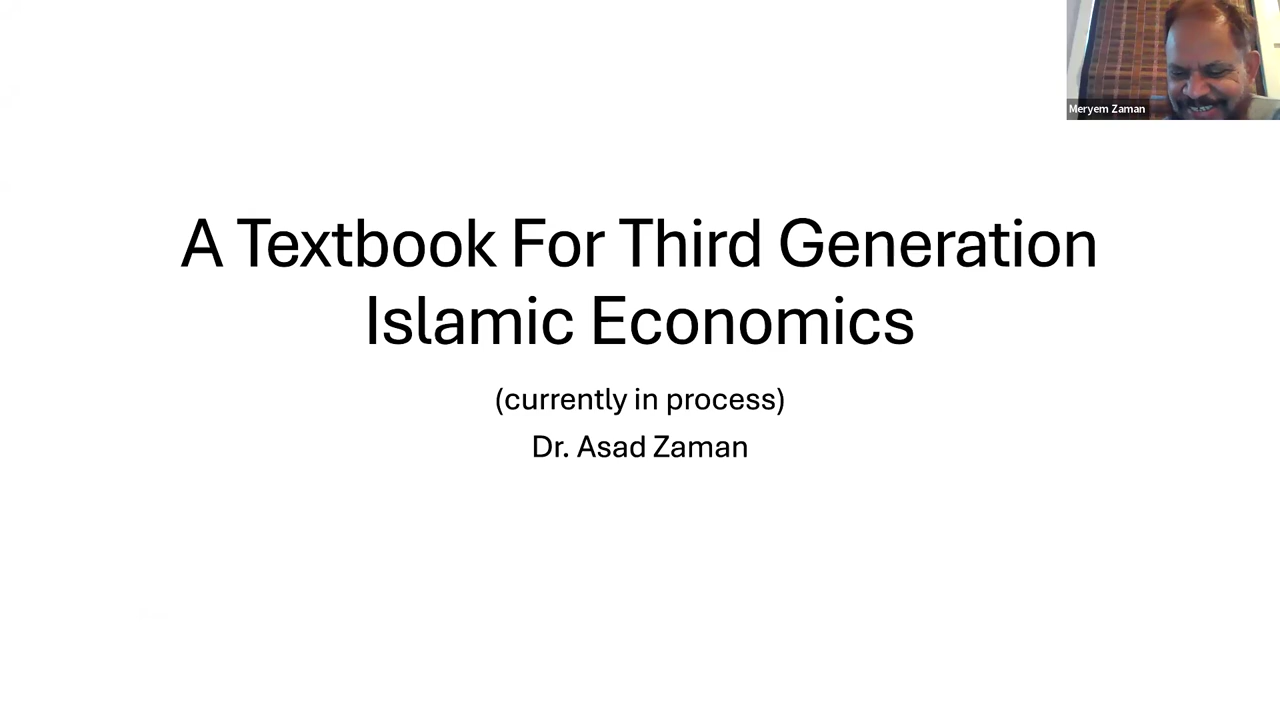 Meryem Zaman
A Textbook For Third Generation
Islamic Economics
(currently in process)
Dr. Asad Zaman